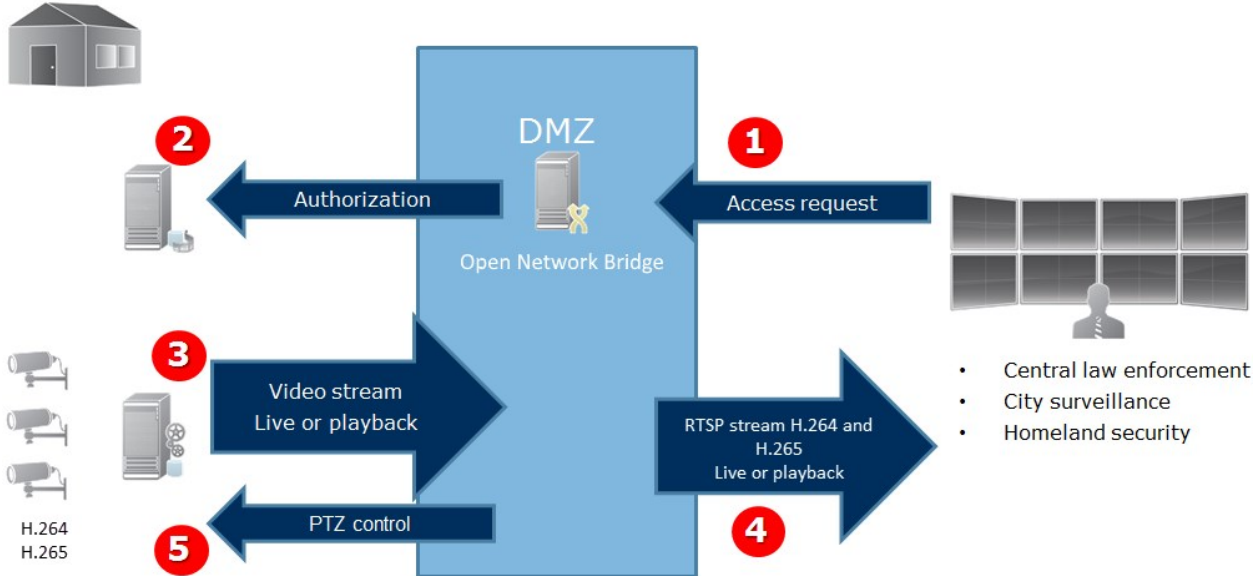 2
DMZ
1
Authorization
Access request
Open Network Bridge
3
Video stream
Live or playback
RTSP stream H.264 and
H.265
Live or playback
• Central law enforcement
• City surveillance
• Homeland security
H.264
H.265
5
PTZ control
4